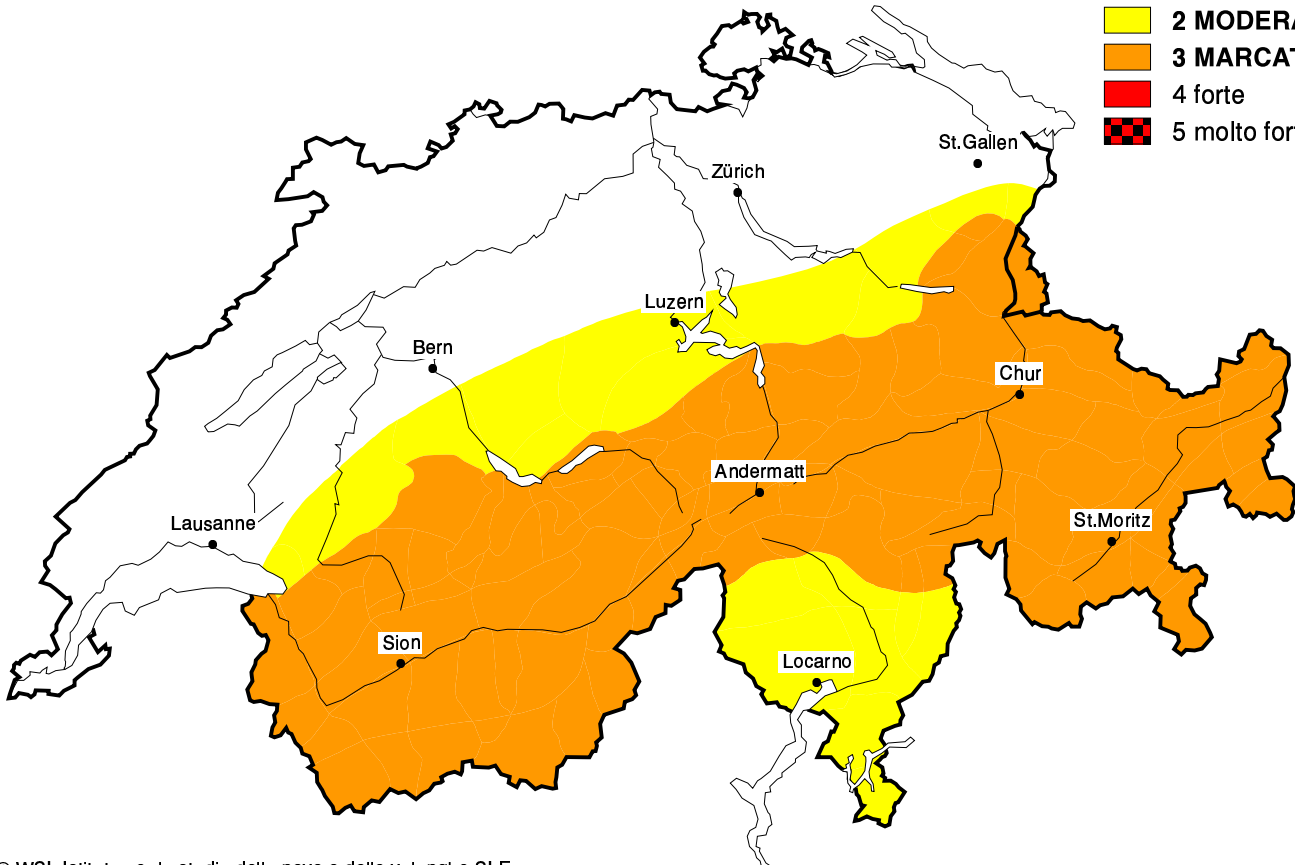 2 MODERA
3 MARCAT
4 forte
5 molto for
St.Gallen
Zürich
Luzern
Bern
Chur
Andermatt
St.Moritz
Lausanne
Sion
Locarno